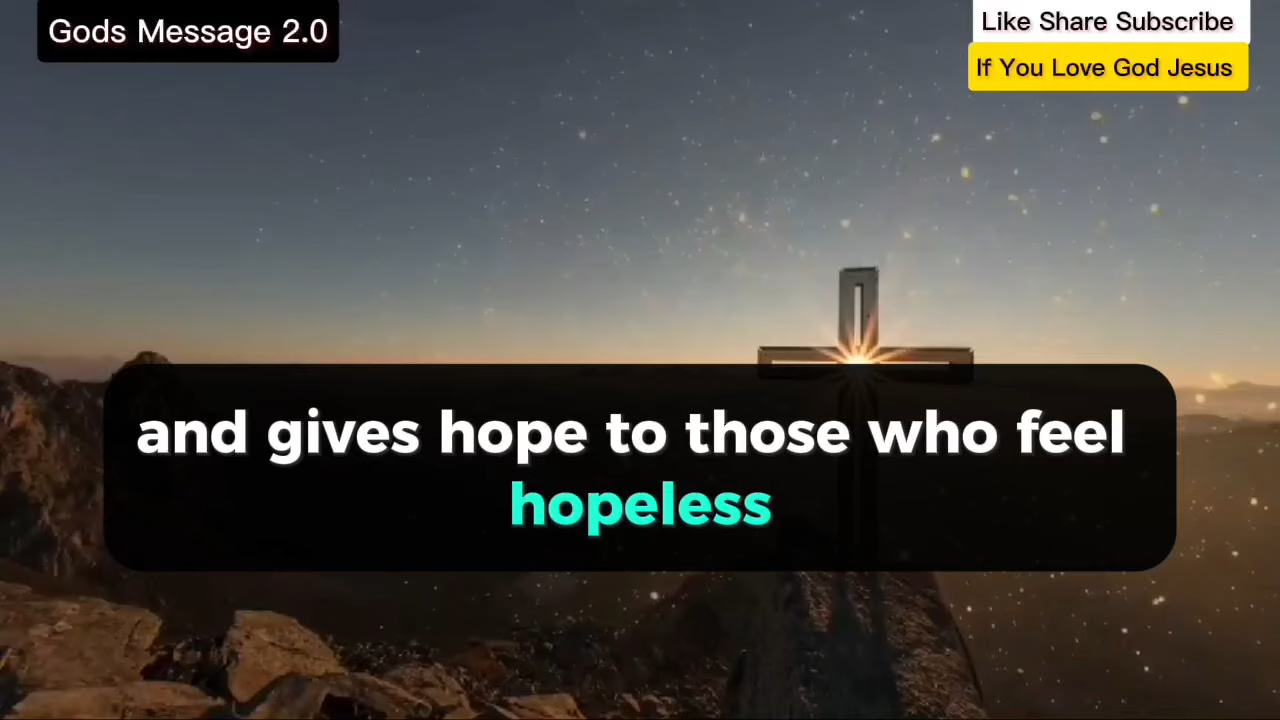 Gods Message 2.0
Like Share Subscribe
If You Love God Jesus
and gives hope to those who feel
hopeless